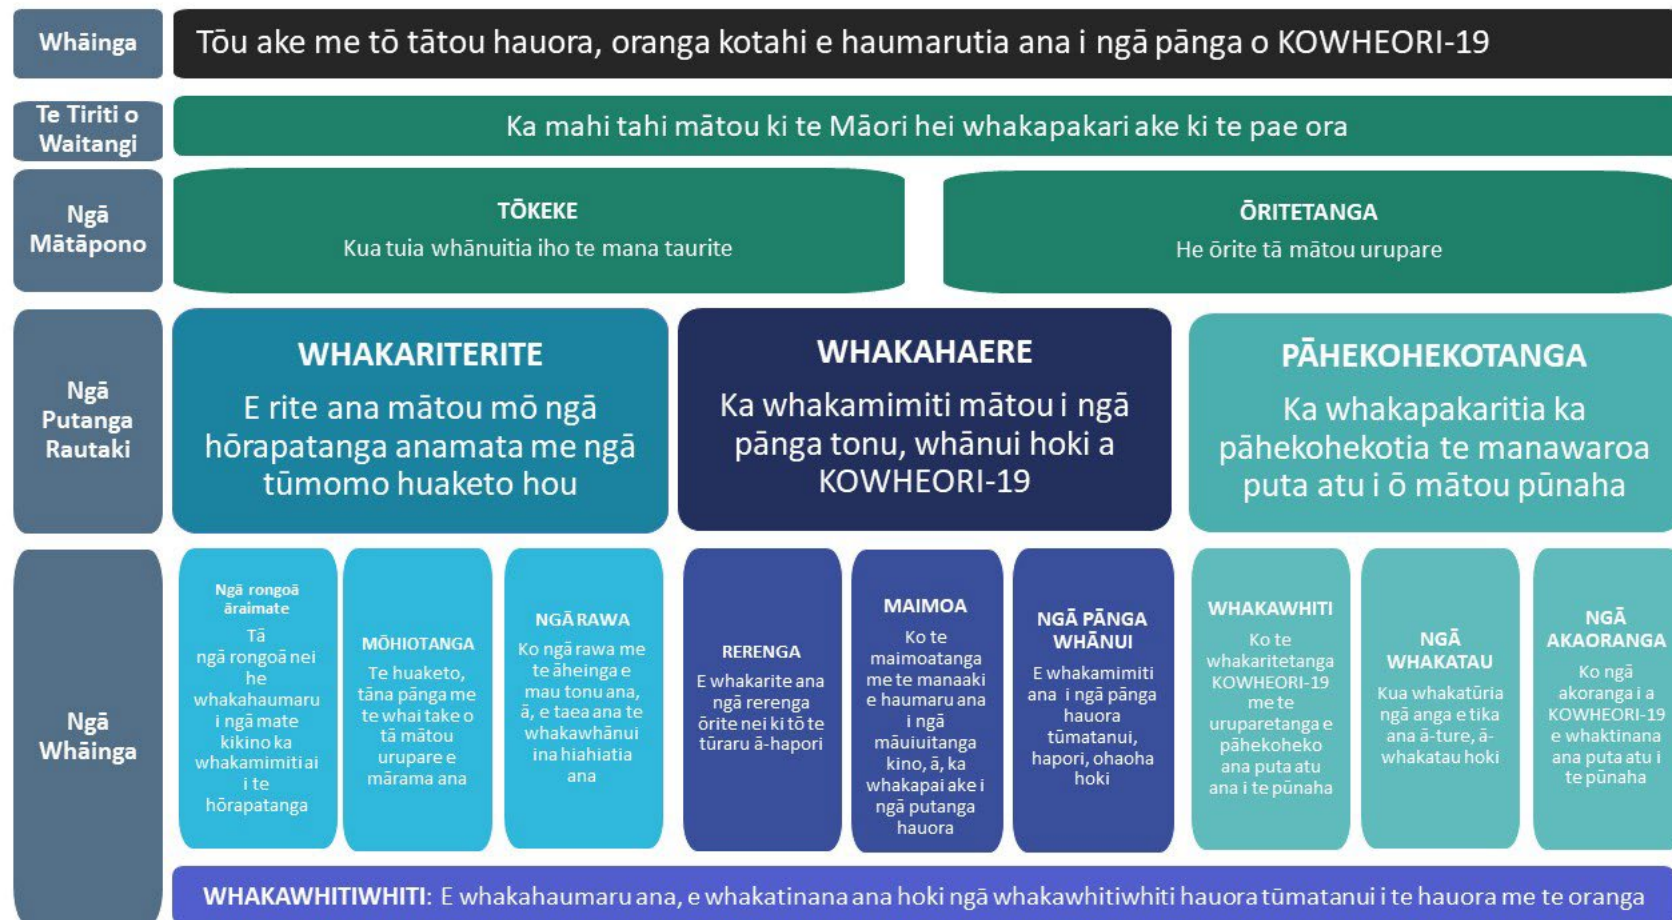 Whāinga
Tōu ake me tō tātou hauora, oranga kotahi e haumarutia ana i ngā pānga o KOWHEORI-19
Te Tiriti o
Waitangi
Ka mahi tahi mātou ki te Māori hei whakapakari ake ki te pae ora
Ngā
Mātāpono
TŌKEKE
Kua tuia whānuitia iho te mana taurite
ŌRITETANGA
He ōrite tā mātou urupare
Ngā
Putanga
Rautaki
WHAKARITERITE
E rite ana mātou mō ngā
hōrapatanga anamata me ngā
tūmomo huaketo hou
WHAKAHAERE
Ka whakamimiti mātou i ngā
pānga tonu, whānui hoki a
KOWHEORI-19
PĀHEKOHEKOTANGA
Ka whakapakaritia ka
pāhekohekotia te manawaroa
puta atu i ō mātou pūnaha
Ngā
Whāinga
Ngā rongoā
āraimate
Tā
ngā rongoā nei
he
whakahaumaru
i ngā mate
kikino ka
whakamimiti ai
i te
hōrapatanga
MŌHIOTANGA
Te huaketo,
tāna pānga me
te whai take o
tā mātou
urupare e
mārama ana
NGĀ RAWA
Ko ngā rawa me
te āheinga e
mau tonu ana,
ā, e taea ana te
whakawhānui
ina hiahiatia
ana
RERENGA
E whakarite ana
ngā rerenga
ōrite nei ki tō te
tūraru ā-hapori
MAIMOA
Ko te
maimoatanga
me te manaaki
e haumaru ana
i ngā
māuiuitanga
kino, ā, ka
whakapai ake i
ngā putanga
hauora
NGĀ PĀNGA
WHĀNUI
E whakamimiti
ana i ngā pānga
hauora
tūmatanui,
hapori, ohaoha
hoki
WHAKAWHITI
Ko te
whakaritetanga
KOWHEORI-19
me te
uruparetanga e
pāhekoheko
ana puta atu
ana i te pūnaha
NGĀ
WHAKATAU
Kua whakatūria
ngā anga e tika
ana ā-ture, ā-
whakatau hoki
NGĀ
AKAORANGA
Ko ngā
akoranga i a
KOWHEORI-19
e whaktinana
ana puta atu i
te pūnaha
WHAKAWHITIWHITI: E whakahaumaru ana, e whakatinana ana hoki ngā whakawhitiwhiti hauora tūmatanui i te hauora me te oranga